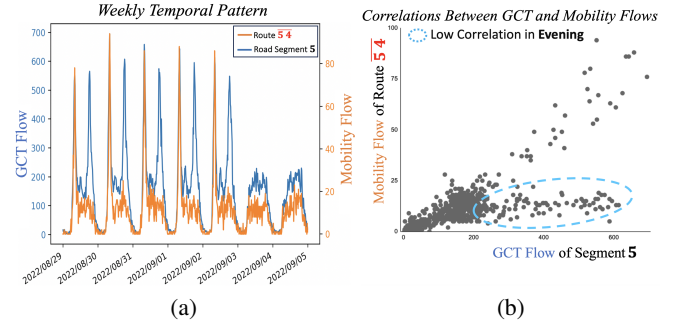 Weekly Temporal Pattern
Route 5 4
Road Segment 5
GCT Flow
700
600
500
400
300
200
100
0
80
60
40
20
0
Mobility Flow
2022/08/29
2022/08/30
2022/08/31
2022/09/01
2022/09/02
2022/09/03
2022/09/04
2022/09/05
(a)
Correlations Between GCT and Mobility Flows
Low Correlation in Evening
Mobility Flow of Route 5 4
100
75
50
25
0
0
200
400
600
GCT Flow of Segment 5
(b)